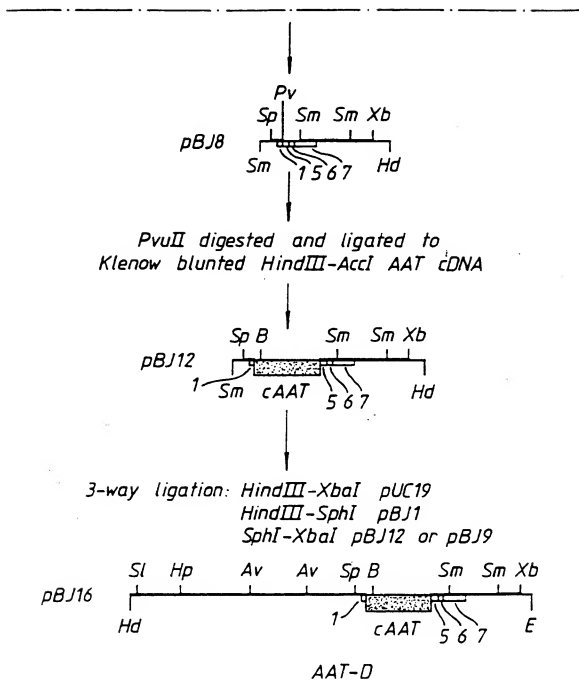 Pv
Sp Sm Sm Xb
pBJ8
Sm 1 5 6 7 Hd
PvuII digested and ligated to
Klenow blunted HindIII-AccI AAT cDNA
Sp B Sm Sm Xb
pBJ12
1 Sm cAAT 5 6 7 Hd
3-way ligation: HindIII-XbaI pUC19
HindIII-SphI pBJ1
SphI-XbaI pBJ12 or pBJ9
Sl Hp Av Av Sp B Sm Sm Xb
pBJ16
Hd 1 cAAT 5 6 7 E
AAT-D